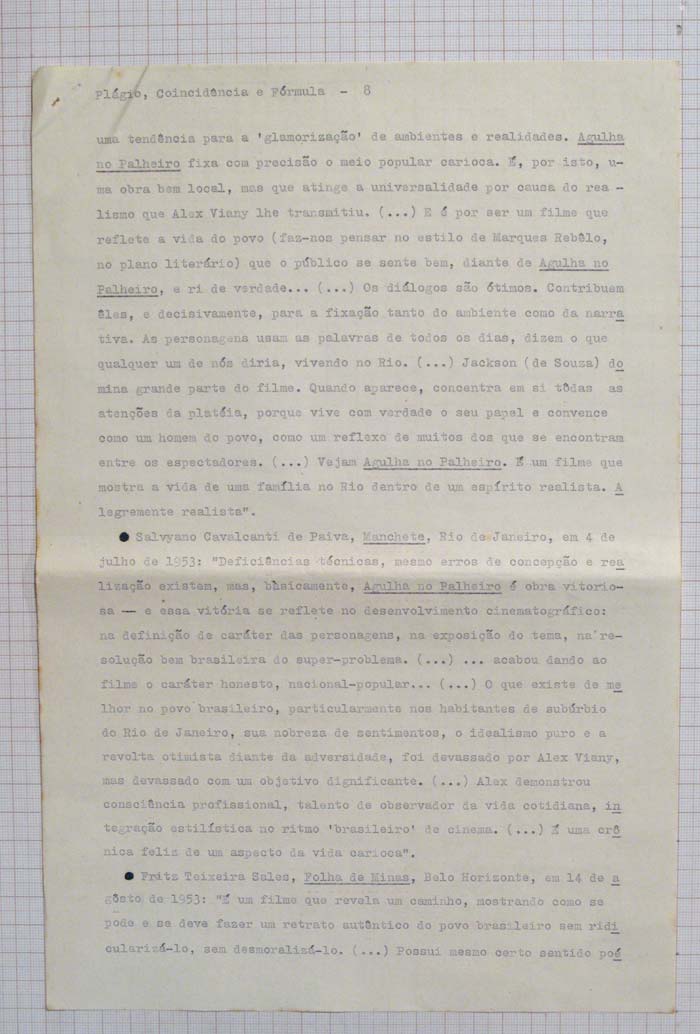 Plágio, Coincidência e Fórmula - 8
uma tendência para a 'glamorização' de ambientes e realidades. Agulha
no Palheiro fixa com precisão o meio popular carioca. É, por isto, u-
ma obra bem local, mas que atinge a universalidade por causa do rea -
lismo que Alex Viany lhe transmitiu. (...) E é por ser um filme que
reflete a vida do povo (faz-nos pensar no estilo de Marques Rebêlo,
no plano literário) que o público se sente bem, diante de Agulha no
Palheiro, e ri de verdade... (...) Os diálogos são ótimos. Contribuem
êles, e decisivamente, para a fixação tanto do ambiente como da narra
tiva. As personagens usam as palavras de todos os dias, dizem o que
qualquer um de nós diria, vivendo no Rio. (...) Jackson (de Souza) do
mina grande parte do filme. Quando aparece, concentra em si tôdas as
atenções da platéia, porque vive com verdade o seu papel e convence
como um homem do povo, como um reflexo de muitos dos que se encontram
entre os espectadores. (...) Vejam Agulha no Palheiro. É um filme que
mostra a vida de uma família no Rio dentro de um espírito realista. A
legremente realista".
● Salvyano Cavalcanti de Paiva, Manchete, Rio de Janeiro, em 4 de
julho de 1953: "Deficiências técnicas, mesmo erros de concepção e rea
lização existem, mas, bàsicamente, Agulha no Palheiro é obra vitorio-
sa — e essa vitória se reflete no desenvolvimento cinematográfico:
na definição de caráter das personagens, na exposição do tema, na re-
solução bem brasileira do super-problema. (...) ... acabou dando ao
filme o caráter honesto, nacional-popular... (...) O que existe de me
lhor no povo brasileiro, particularmente nos habitantes de subúrbio
do Rio de Janeiro, sua nobreza de sentimentos, o idealismo puro e a
revolta otimista diante da adversidade, foi devassado por Alex Viany,
mas devassado com um objetivo dignificante. (...) Alex demonstrou
consciência profissional, talento de observador da vida cotidiana, in
tegração estilística no ritmo 'brasileiro' de cinema. (...) É uma crô
nica feliz de um aspecto da vida carioca".
● Fritz Teixeira Sales, Folha de Minas, Belo Horizonte, em 14 de a
gôsto de 1953: "É um filme que revela um caminho, mostrando como se
pode e se deve fazer um retrato autêntico do povo brasileiro sem ridi
cularizá-lo, sem desmoralizá-lo. (...) Possui mesmo certo sentido poé